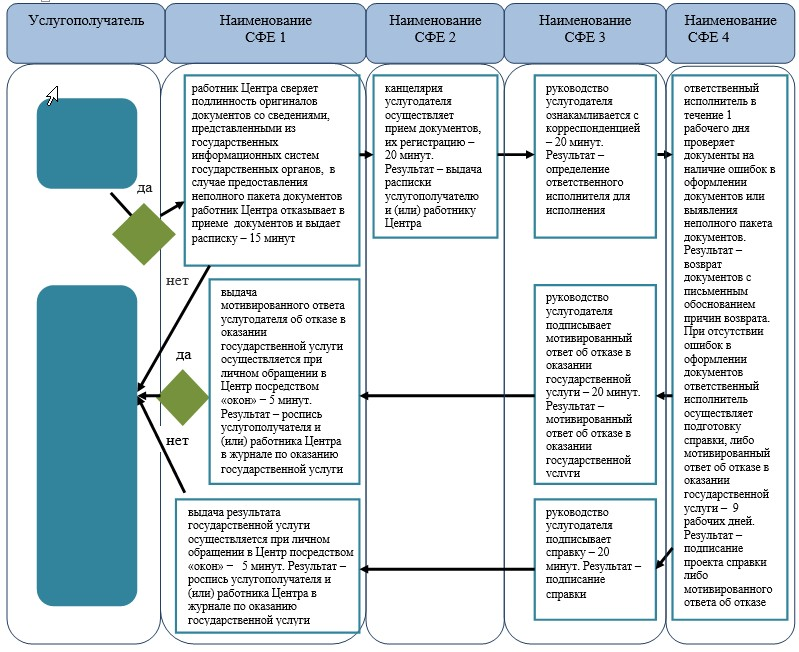 Услугополучатель
Наименование
СФЕ 1
Наименование
СФЕ 2
Наименование
СФЕ 3
Наименование
СФЕ 4
да
нет
да
нет
работник Центра сверяет
подлинность оригиналов
документов со сведениями,
представленными из
государственных
информационных систем
государственных органов, в
случае предоставления
неполного пакета документов
работник Центра отказывает в
приеме документов и выдает
расписку – 15 минут
канцелярия
услугодателя
осуществляет
прием документов,
их регистрацию –
20 минут.
Результат – выдача
расписки
услугополучателю
и (или) работнику
Центра
руководство
услугодателя
ознакамливается с
корреспонденцией
– 20 минут.
Результат –
определение
ответственного
исполнителя для
исполнения
ответственный
исполнитель в
течение 1
рабочего дня
проверяет
документы на
наличие ошибок в
оформлении
документов или
выявления
неполного пакета
документов.
Результат –
возврат
документов с
письменным
обоснованием
причин возврата.
При отсутствии
ошибок в
оформлении
документов
ответственный
исполнитель
осуществляет
подготовку
справки, либо
мотивированный
ответ об отказе в
оказании
государственной
услуги – 9
рабочих дней.
Результат –
подписание
проекта справки
либо
мотивированного
ответа об отказе
выдача
мотивированного ответа
услугодателя об отказе в
оказании
государственной услуги
осуществляется при
личном обращении в
Центр посредством
«окон» – 5 минут.
Результат – роспись
услугополучателя и
(или) работника Центра
в журнале по оказанию
государственной услуги
руководство
услугодателя
подписывает
мотивированный
ответ об отказе в
оказании
государственной
услуги – 20 минут.
Результат –
мотивированный
ответ об отказе в
оказании
государственной
услуги
выдача результата
государственной услуги
осуществляется при личном
обращении в Центр посредством
«окон» – 5 минут. Результат –
роспись услугополучателя и
(или) работника Центра в
журнале по оказанию
государственной услуги
руководство
услугодателя
подписывает
справку – 20
минут. Результат –
подписание
справки